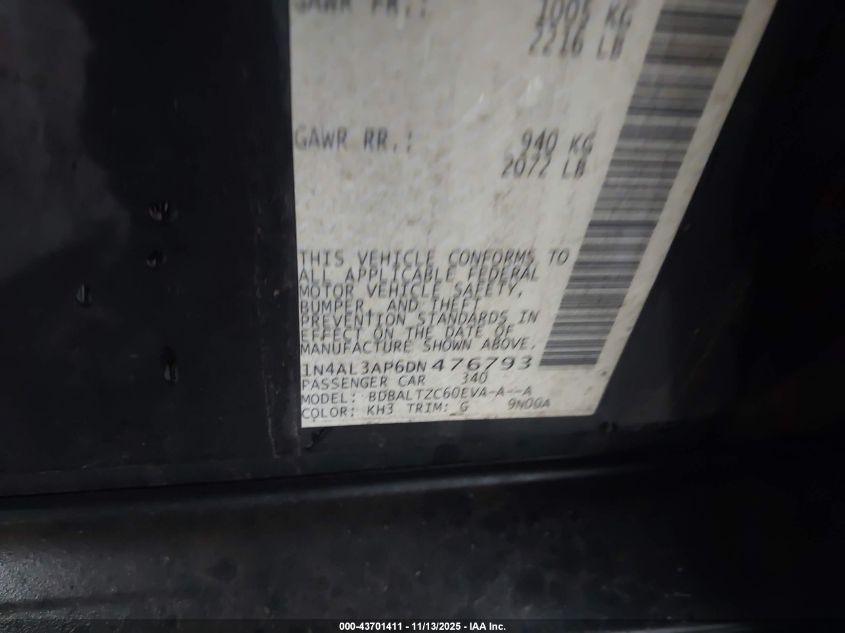 GAWR FR.: 1005 KG
2216 LB
GAWR RR.: 940 KG
2072 LB
THIS VEHICLE CONFORMS TO
ALL APPLICABLE FEDERAL
MOTOR VEHICLE SAFETY,
BUMPER, AND THEFT
PREVENTION STANDARDS IN
EFFECT ON THE DATE OF
MANUFACTURE SHOWN ABOVE.
1N4AL3AP6DN476793
PASSENGER CAR 340
MODEL: BDBALTZC60EVA-A--A
COLOR: KH3 TRIM: G 9N00A
000-43701411 - 11/13/2025 - IAA Inc.